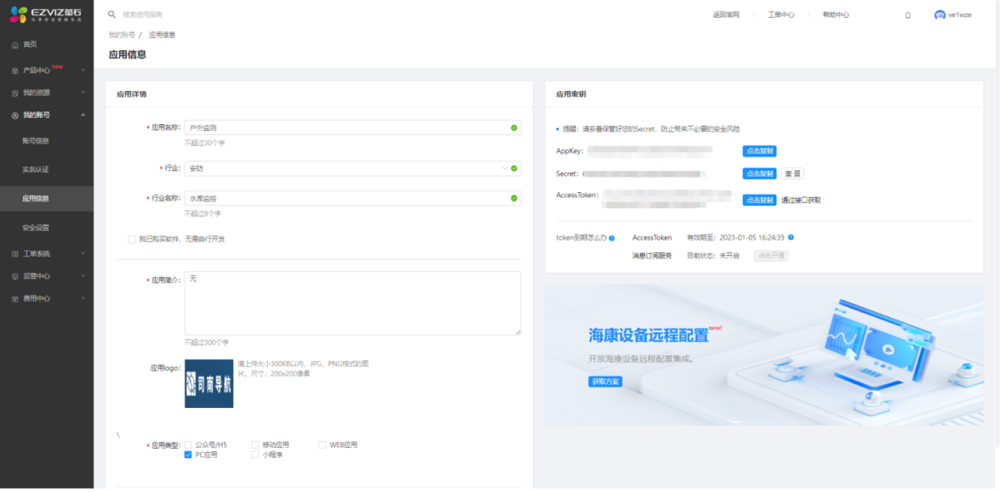 EZVIZ萤石
搜索使用指南
返回官网
工单中心
帮助中心
ve1wze
首页
产品中心 new
我的资源
我的账号
账号信息
实名认证
应用信息
安全设置
工单系统
运营中心
费用中心
我的账号 / 应用信息
应用信息
应用详情
* 应用名称: 户外监测
不超过30个字
* 行业: 安防
* 行业名称: 水库监控
不超过8个字
我已购买软件，无需自行开发
* 应用简介: 无
不超过300个字
应用logo:
司南导航
请上传大小300KB以内，JPG、PNG格式的图
片，尺寸：200x200像素
\
* 应用类型: 公众号/H5 移动应用 WEB应用
PC应用 小程序
应用密钥
提醒：请妥善保管好您的Secret，防止带来不必要的安全风险
AppKey: 点击复制
Secret: 点击复制 重置
AccessToken: 点击复制 通过接口获取
token到期怎么办 AccessToken 有效期至：2023-01-05 16:24:39
消息订阅服务 目前状态：未开启 点击开通
海康设备远程配置 new!
开放海康设备远程配置集成。
获取方案